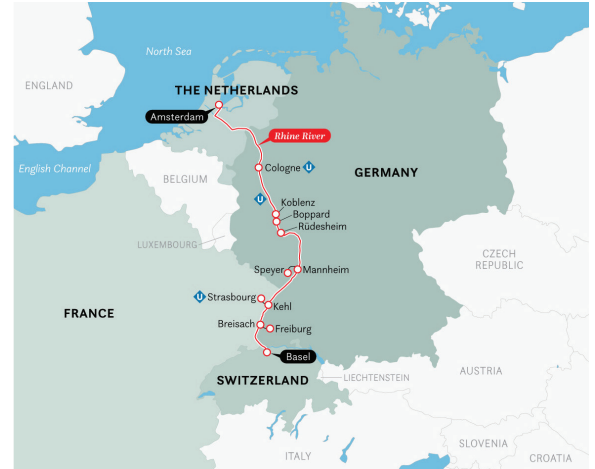 North Sea
ENGLAND
THE NETHERLANDS
Amsterdam
Rhine River
English Channel
Cologne U
GERMANY
BELGIUM
U
Koblenz
Boppard
Rüdesheim
LUXEMBOURG
CZECH
REPUBLIC
Speyer
Mannheim
U Strasbourg
Kehl
FRANCE
Breisach
Freiburg
Basel
SWITZERLAND
LIECHTENSTEIN
AUSTRIA
SLOVENIA
ITALY
CROATIA